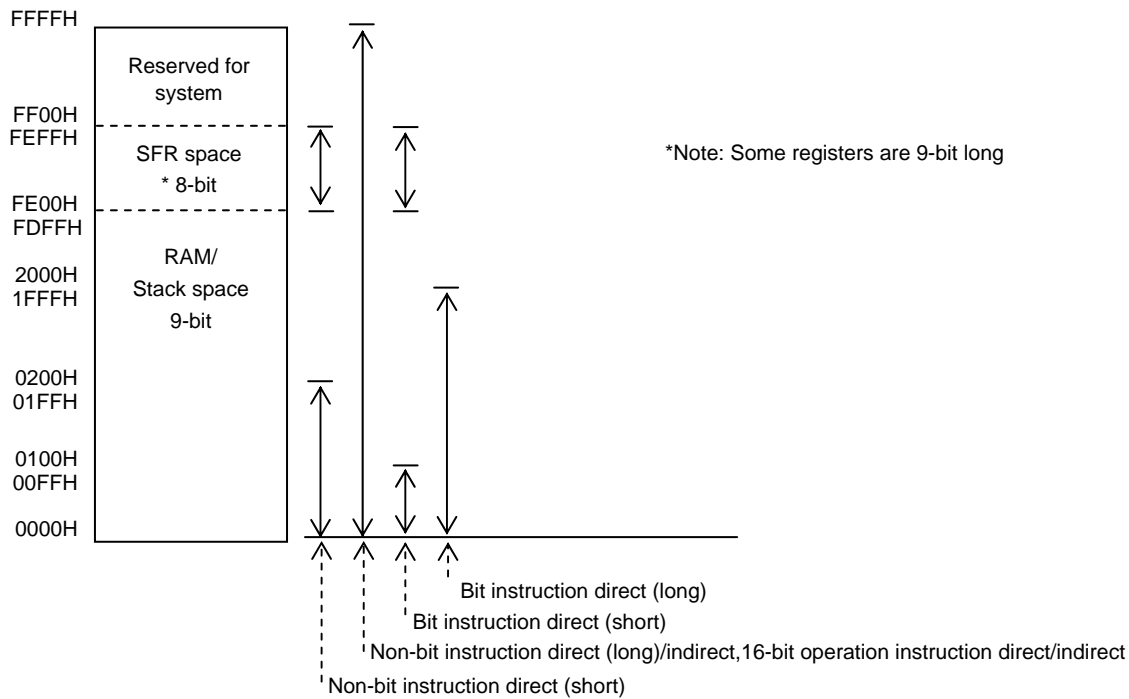 FFFFH
Reserved for
system
FF00H
FEFFH
SFR space
* 8-bit
*Note: Some registers are 9-bit long
FE00H
FDFFH
RAM/
Stack space
9-bit
2000H
1FFFH
0200H
01FFH
0100H
00FFH
0000H
Bit instruction direct (long)
Bit instruction direct (short)
Non-bit instruction direct (long)/indirect,16-bit operation instruction direct/indirect
Non-bit instruction direct (short)